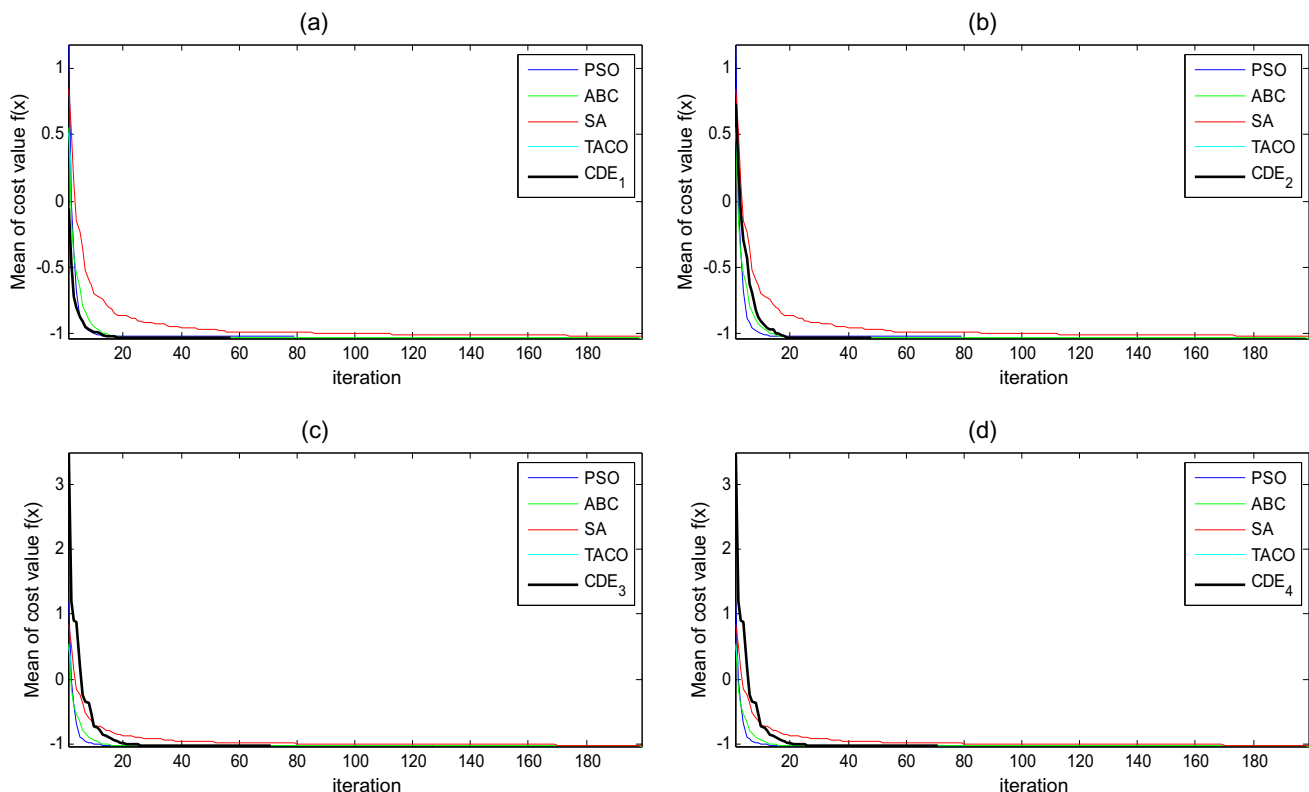 (a)
Mean of cost value f(x)
1
0.5
0
-0.5
-1
20 40 60 80 100 120 140 160 180
iteration
PSO
ABC
SA
TACO
CDE1
(b)
Mean of cost value f(x)
1
0.5
0
-0.5
-1
20 40 60 80 100 120 140 160 180
iteration
PSO
ABC
SA
TACO
CDE2
(c)
Mean of cost value f(x)
3
2
1
0
-1
20 40 60 80 100 120 140 160 180
iteration
PSO
ABC
SA
TACO
CDE3
(d)
Mean of cost value f(x)
3
2
1
0
-1
20 40 60 80 100 120 140 160 180
iteration
PSO
ABC
SA
TACO
CDE4